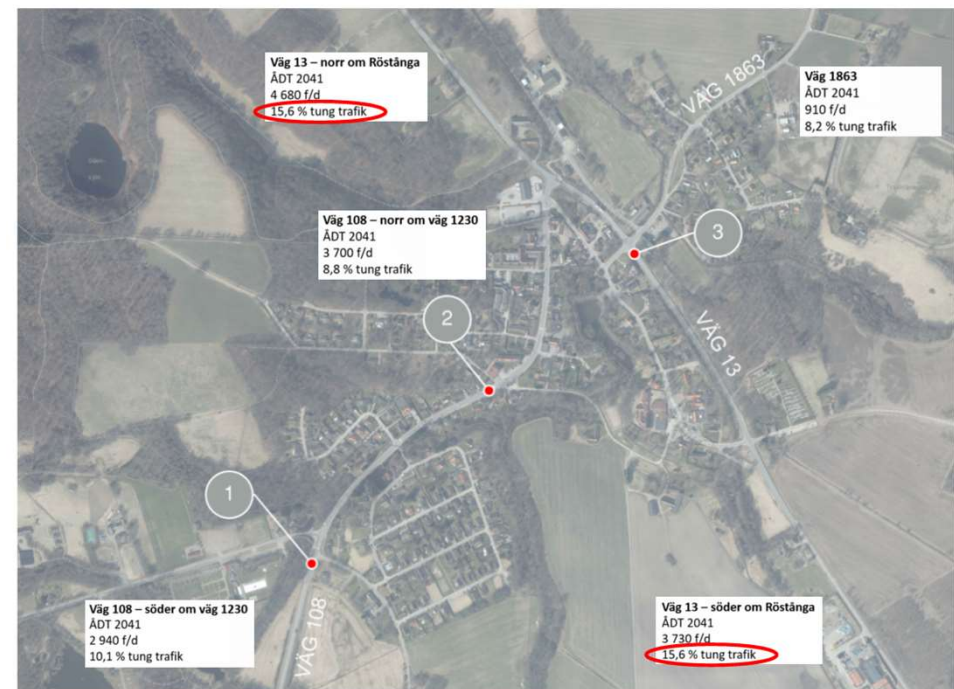 Väg 13 – norr om Röstånga
ÅDT 2041
4 680 f/d
15,6 % tung trafik
VÄG 1863
Väg 1863
ÅDT 2041
910 f/d
8,2 % tung trafik
Väg 108 – norr om väg 1230
ÅDT 2041
3 700 f/d
8,8 % tung trafik
3
2
VÄG 13
1
Väg 108 – söder om väg 1230
ÅDT 2041
2 940 f/d
10,1 % tung trafik
VÄG 108
Väg 13 – söder om Röstånga
ÅDT 2041
3 730 f/d
15,6 % tung trafik